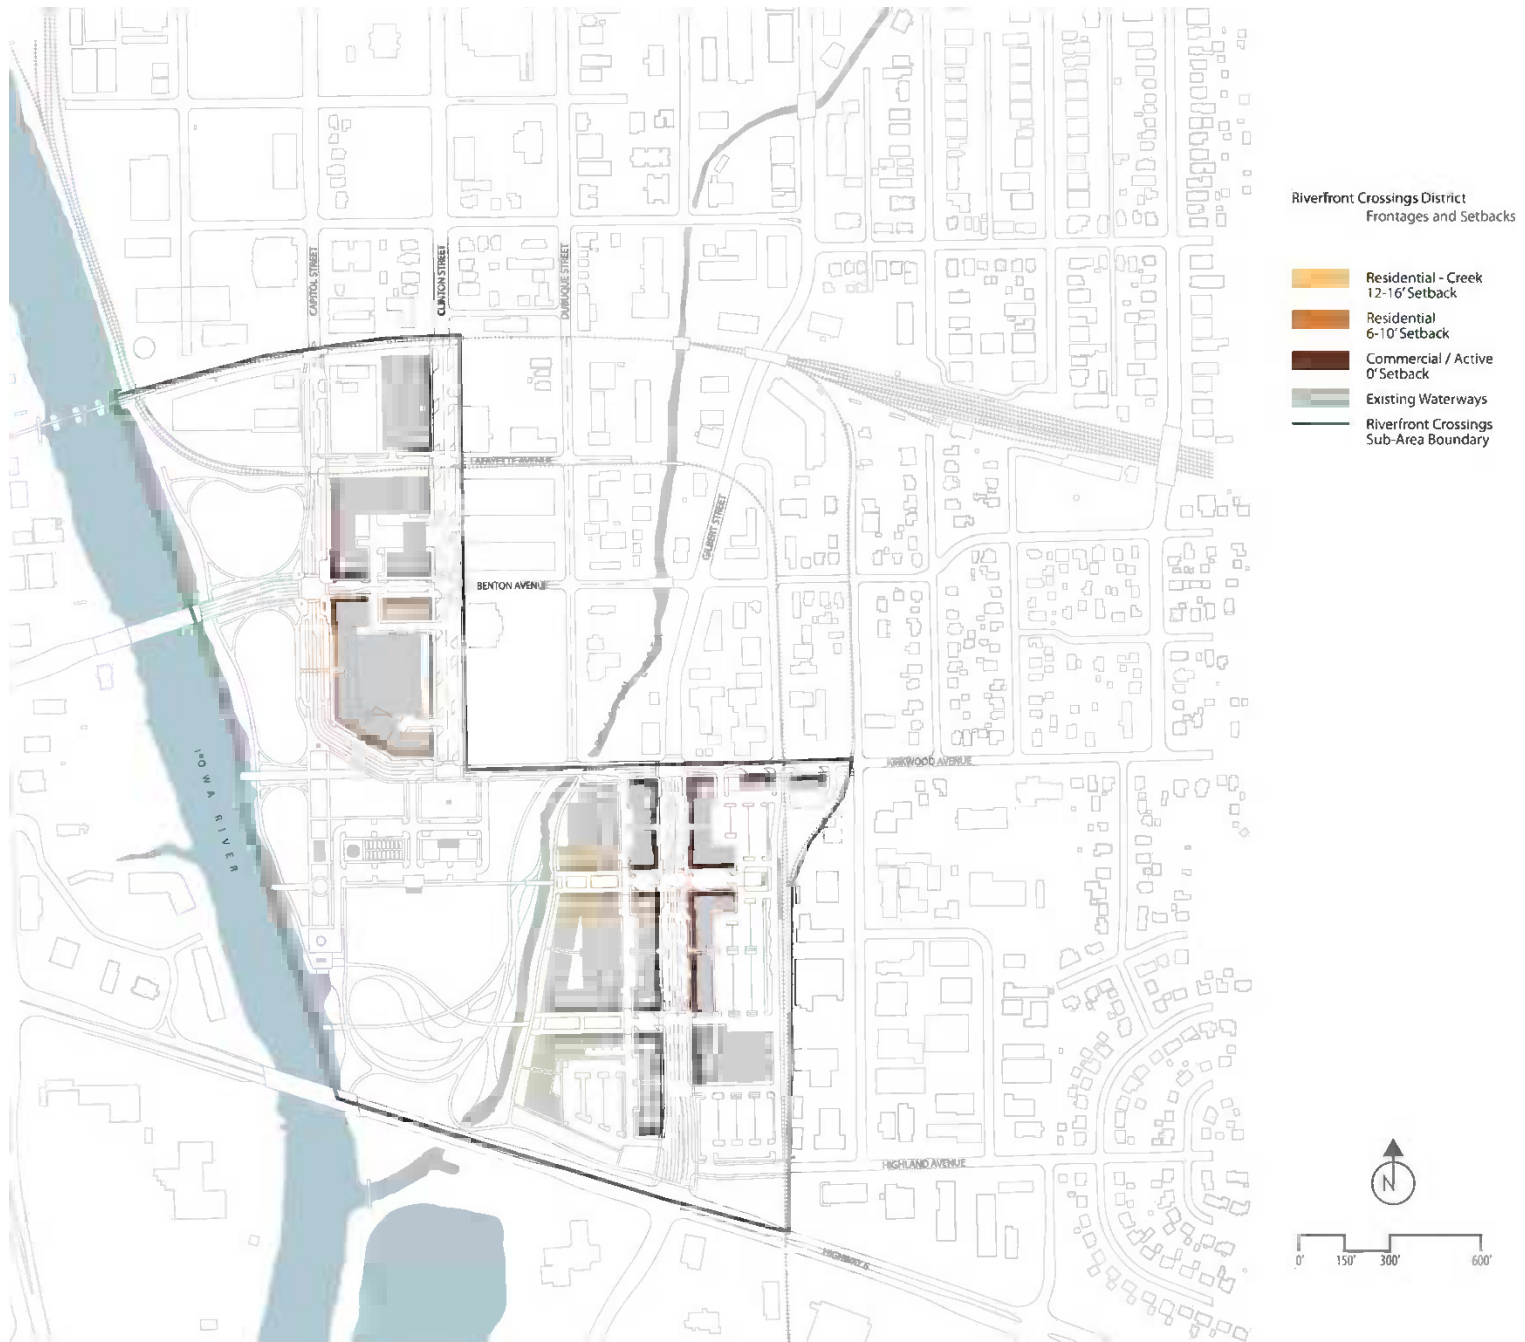 Riverfront Crossings District
Frontages and Setbacks
Residential - Creek
12-16' Setback
Residential
6-10' Setback
Commercial / Active
0' Setback
Existing Waterways
Riverfront Crossings
Sub-Area Boundary
CAPITOL STREET
CLINTON STREET
DUBUQUE STREET
LAFAYETTE AVENUE
GILBERT STREET
BENTON AVENUE
IOWA RIVER
KIRKWOOD AVENUE
HIGHLAND AVENUE
HIGHWAY 6
N
0' 150' 300' 600'